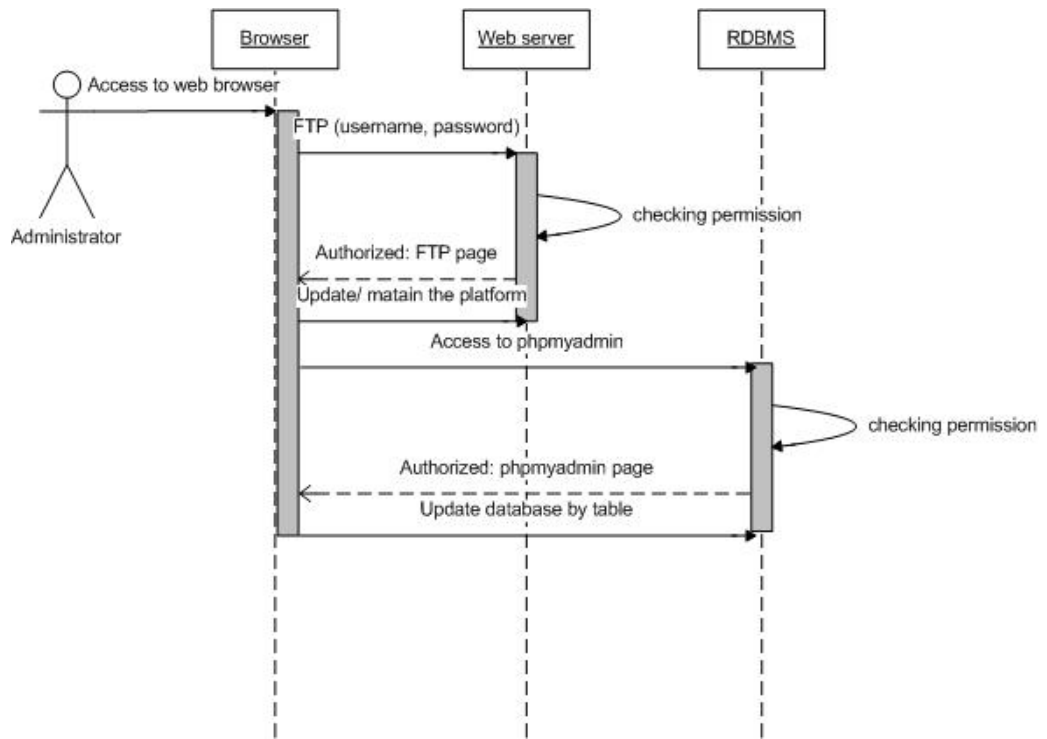 Browser
Web server
RDBMS
Access to web browser
FTP (username, password)
checking permission
Administrator
Authorized: FTP page
Update/ matain the platform
Access to phpmyadmin
checking permission
Authorized: phpmyadmin page
Update database by table